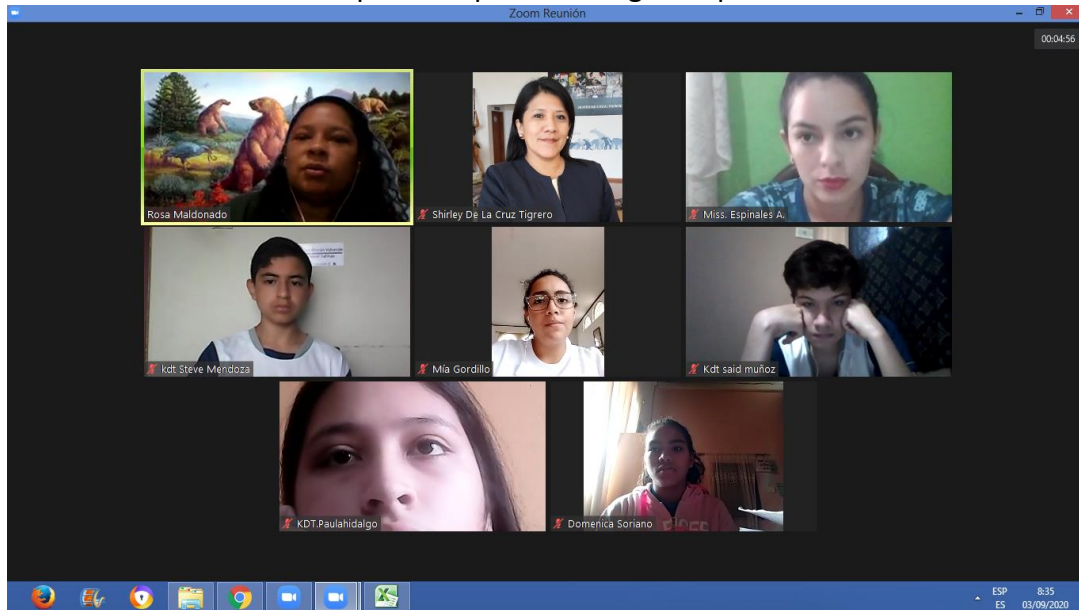 Zoom Reunión
00:04:56
Rosa Maldonado
Shirley De La Cruz Tigrero
Miss. Espinales A.
kdt Steve Mendoza
Mía Gordillo
Kdt said muñoz
KDT.Paulahidalgo
Domenica Soriano
ESP 8:35
ES 03/09/2020